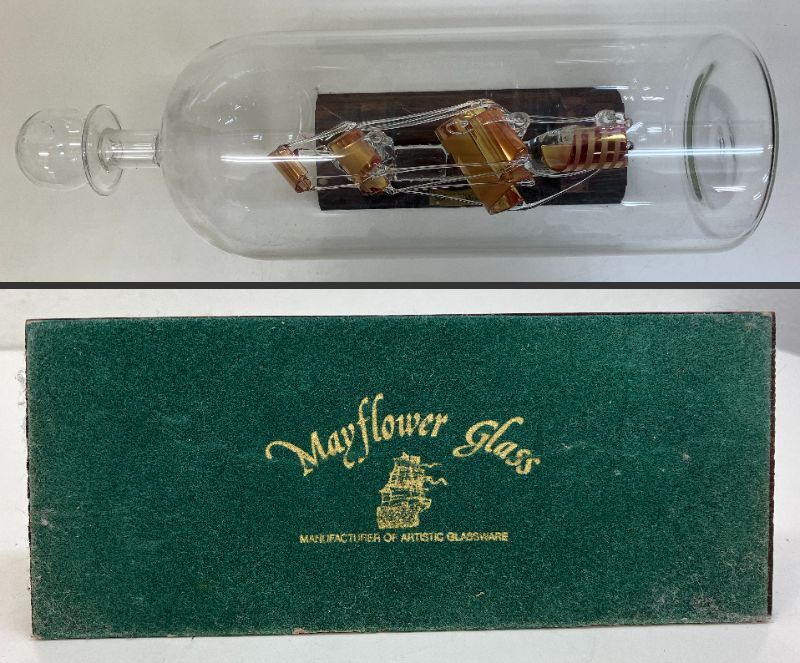 Mayflower Glass
MANUFACTURER OF ARTISTIC GLASSWARE